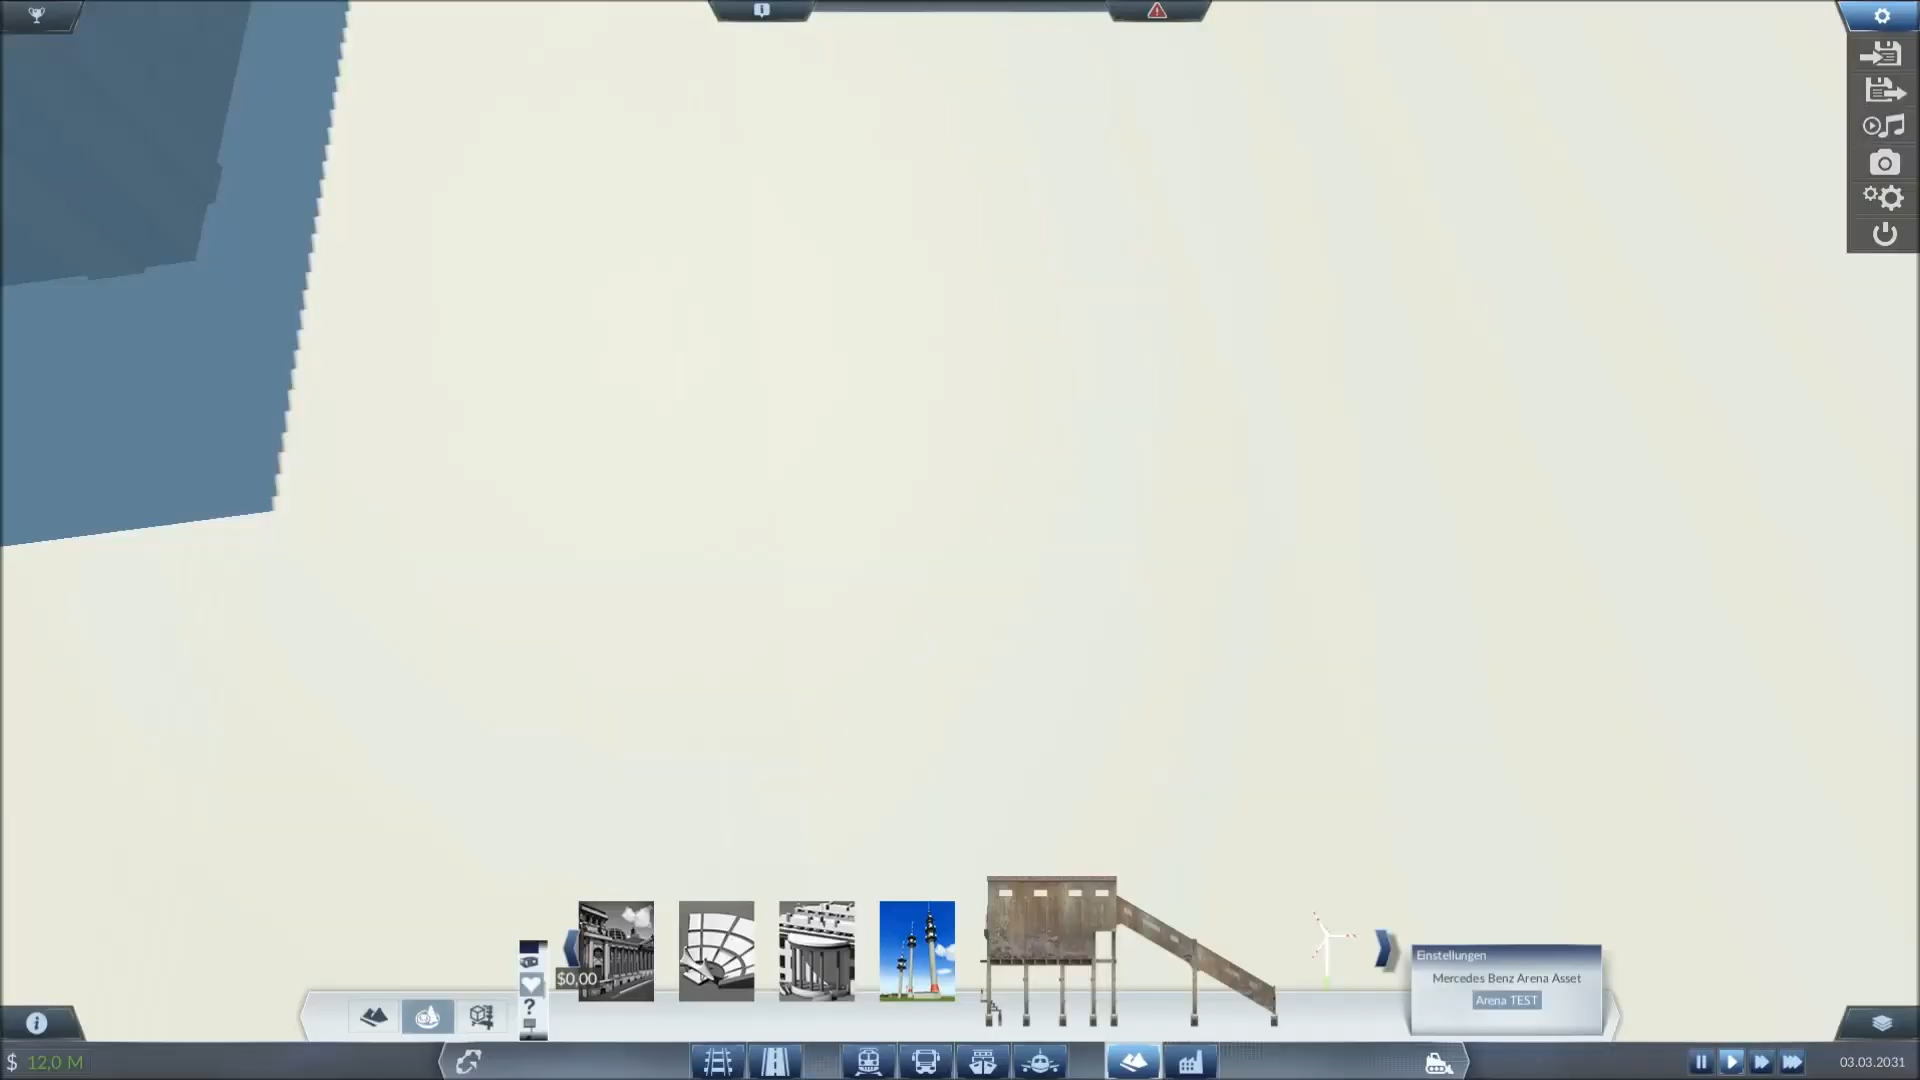 $0,00
?
Einstellungen
Mercedes Benz Arena Asset
Arena TEST
$ 12,0 M
03.03.2031